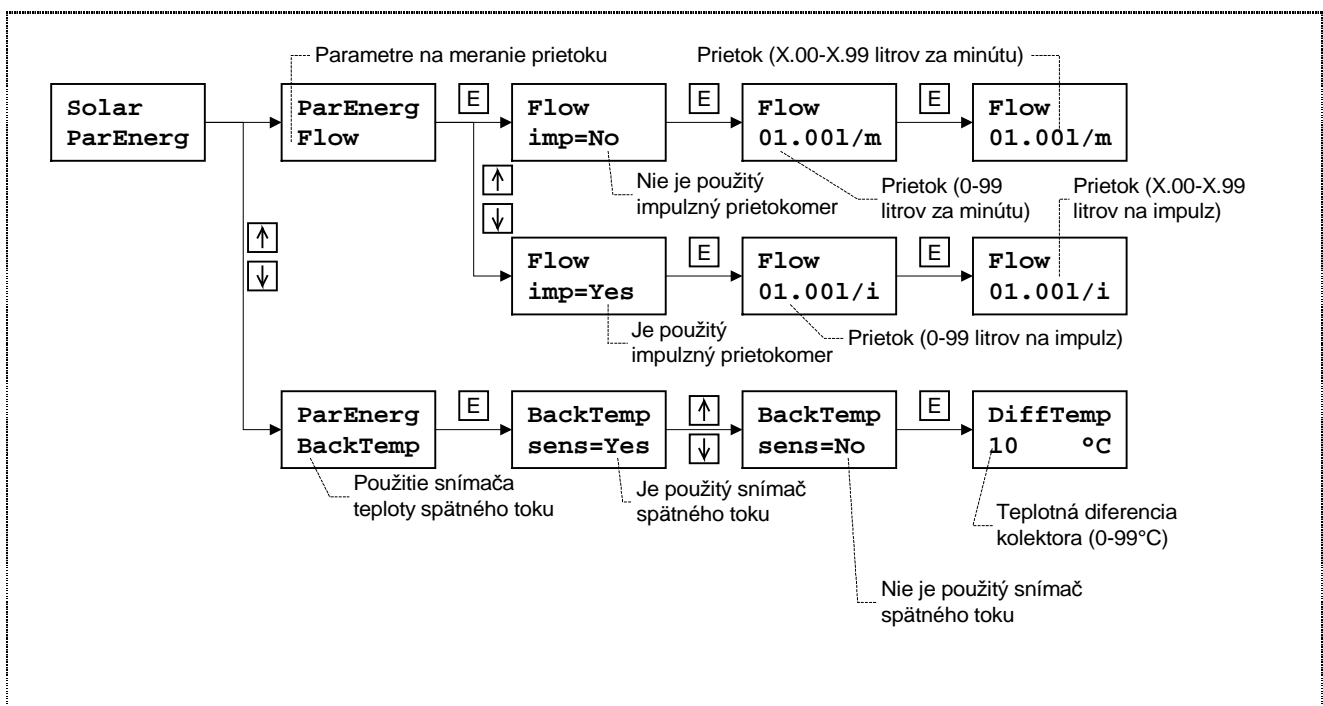 Parametre na meranie prietoku
Prietok (X.00-X.99 litrov za minútu)
Solar
ParEnerg
ParEnerg
Flow
E
Flow
imp=No
E
Flow
01.00l/m
E
Flow
01.00l/m
↑
↓
Nie je použitý
impulzný prietokomer
Prietok (0-99
litrov za minútu)
Prietok (X.00-X.99
litrov na impulz)
↑
↓
Flow
imp=Yes
E
Flow
01.00l/i
E
Flow
01.00l/i
Je použitý
impulzný prietokomer
Prietok (0-99 litrov na impulz)
ParEnerg
BackTemp
E
BackTemp
sens=Yes
↑
↓
BackTemp
sens=No
E
DiffTemp
10 °C
Použitie snímača
teploty spätného toku
Je použitý snímač
spätného toku
Teplotná diferencia
kolektora (0-99°C)
Nie je použitý snímač
spätného toku